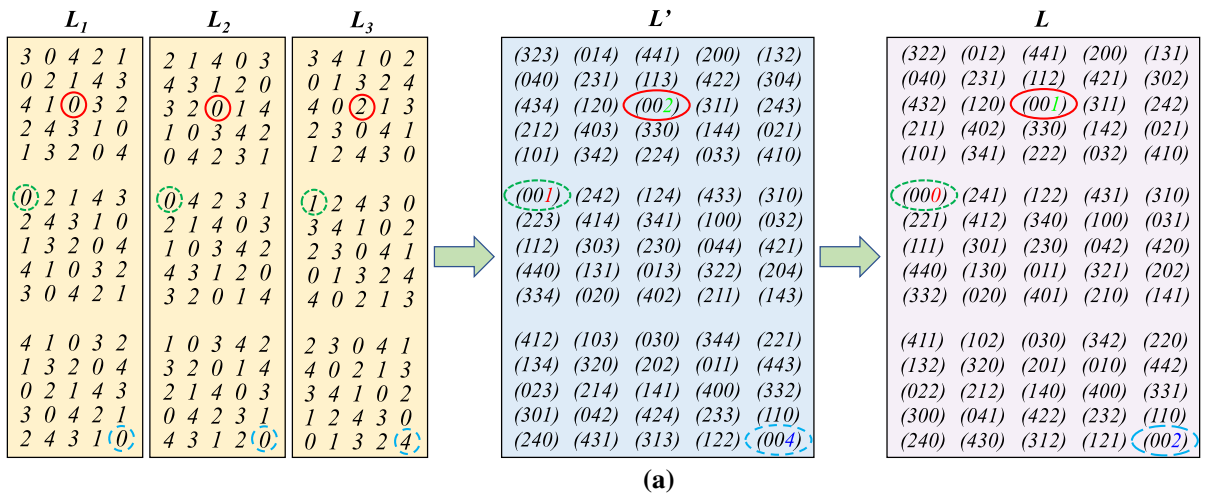 L₁ L₂ L₃ L’ L
3 0 4 2 1 2 1 4 0 3 3 4 1 0 2 (323) (014) (441) (200) (132) (322) (012) (441) (200) (131)
0 2 1 4 3 4 3 1 2 0 0 1 3 2 4 (040) (231) (113) (422) (304) (040) (231) (112) (421) (302)
4 1 0 3 2 3 2 0 1 4 4 0 2 1 3 (434) (120) (002) (311) (243) (432) (120) (001) (311) (242)
2 4 3 1 0 1 0 3 4 2 2 3 0 4 1 (212) (403) (330) (144) (021) (211) (402) (330) (142) (021)
1 3 2 0 4 0 4 2 3 1 1 2 4 3 0 (101) (342) (224) (033) (410) (101) (341) (222) (032) (410)
0 2 1 4 3 0 4 2 3 1 1 2 4 3 0 (001) (242) (124) (433) (310) (000) (241) (122) (431) (310)
2 4 3 1 0 2 1 4 0 3 3 4 1 0 2 (223) (414) (341) (100) (032) (221) (412) (340) (100) (031)
1 3 2 0 4 1 0 3 4 2 2 3 0 4 1 (112) (303) (230) (044) (421) (111) (301) (230) (042) (420)
4 1 0 3 2 4 3 1 2 0 0 1 3 2 4 (440) (131) (013) (322) (204) (440) (130) (011) (321) (202)
3 0 4 2 1 3 2 0 1 4 4 0 2 1 3 (334) (020) (402) (211) (143) (332) (020) (401) (210) (141)
4 1 0 3 2 1 0 3 4 2 2 3 0 4 1 (412) (103) (030) (344) (221) (411) (102) (030) (342) (220)
1 3 2 0 4 3 2 0 1 4 4 0 2 1 3 (134) (320) (202) (011) (443) (132) (320) (201) (010) (442)
0 2 1 4 3 2 1 4 0 3 3 4 1 0 2 (023) (214) (141) (400) (332) (022) (212) (140) (400) (331)
3 0 4 2 1 0 4 2 3 1 1 2 4 3 0 (301) (042) (424) (233) (110) (300) (041) (422) (232) (110)
2 4 3 1 0 4 3 1 2 0 0 1 3 2 4 (240) (431) (313) (122) (004) (240) (430) (312) (121) (002)
(a)